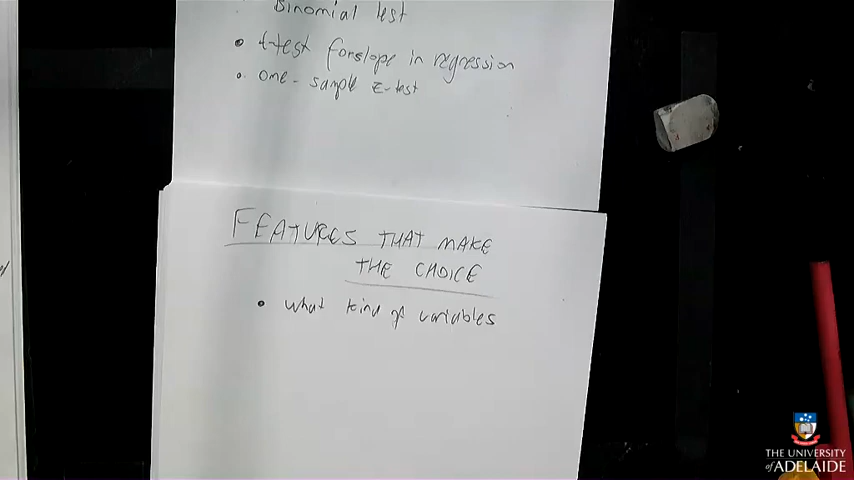 Binomial test
• t-test for slope in regression
• one-sample z-test
FEATURES THAT MAKE
THE CHOICE
• what kind of variables
THE UNIVERSITY
of ADELAIDE